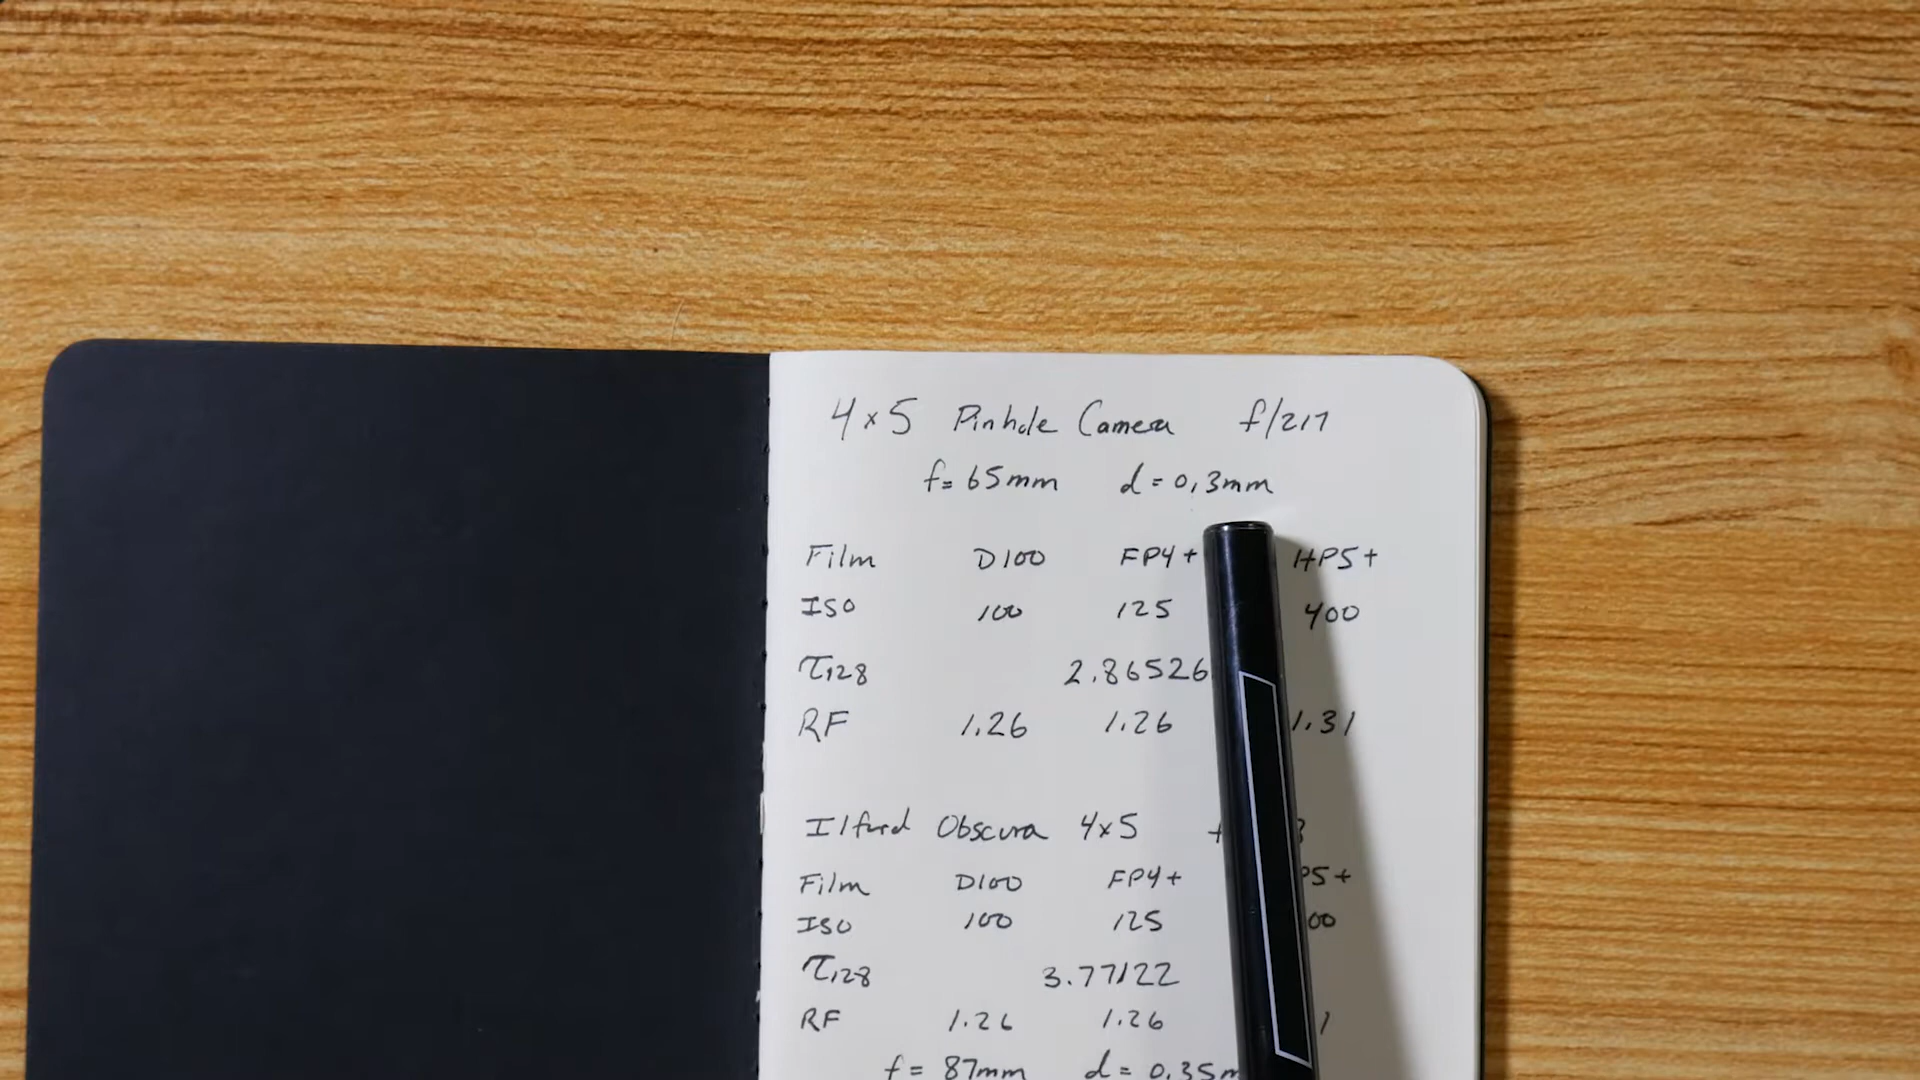 4x5 Pinhole Camera f/217
f= 65mm d= 0,3mm
Film D100 FP4+ HP5+
ISO 100 125 400
τ128 2.86526
RF 1.26 1.26 1.31
Ilford Obscura 4x5
Film D100 FP4+
ISO 100 125
τ128 3.77122
RF 1.26 1.26
f= 87mm d=